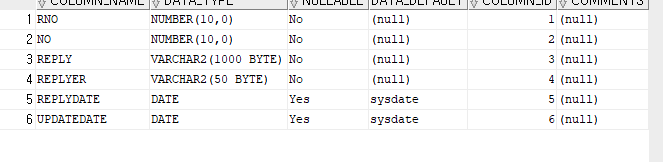 COLUMN_NAME DATA_TYPE NULLABLE DATA_DEFAULT COLUMN_ID COMMENTS
1 RNO NUMBER(10,0) No (null) 1 (null)
2 NO NUMBER(10,0) No (null) 2 (null)
3 REPLY VARCHAR2(1000 BYTE) No (null) 3 (null)
4 REPLYER VARCHAR2(50 BYTE) No (null) 4 (null)
5 REPLYDATE DATE Yes sysdate 5 (null)
6 UPDATEDATE DATE Yes sysdate 6 (null)